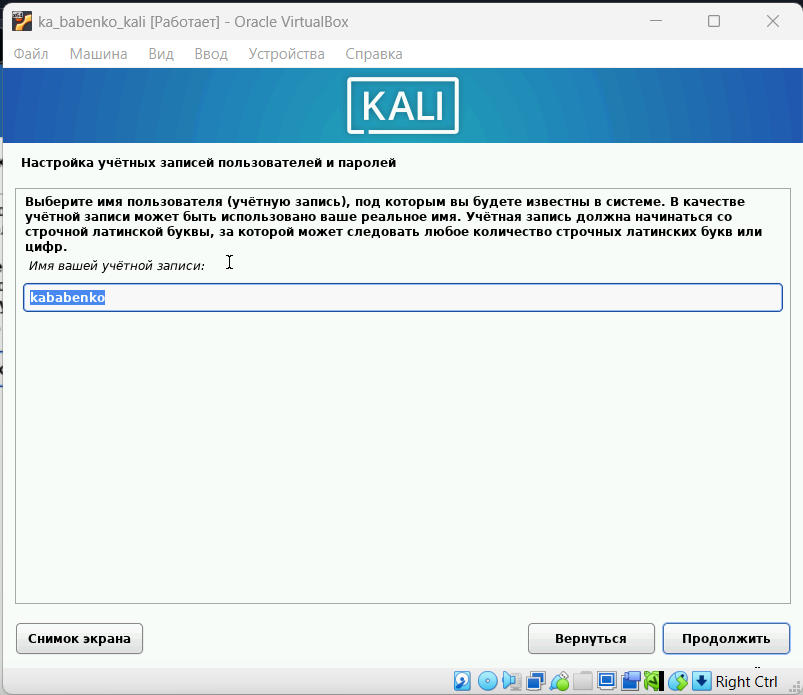 ka_babenko_kali [Работает] - Oracle VirtualBox
Файл Машина Вид Ввод Устройства Справка
KALI
Настройка учётных записей пользователей и паролей
Выберите имя пользователя (учётную запись), под которым вы будете известны в системе. В качестве
учётной записи может быть использовано ваше реальное имя. Учётная запись должна начинаться со
строчной латинской буквы, за которой может следовать любое количество строчных латинских букв или
цифр.
Имя вашей учётной записи:
kababenko
Снимок экрана Вернуться Продолжить
Right Ctrl